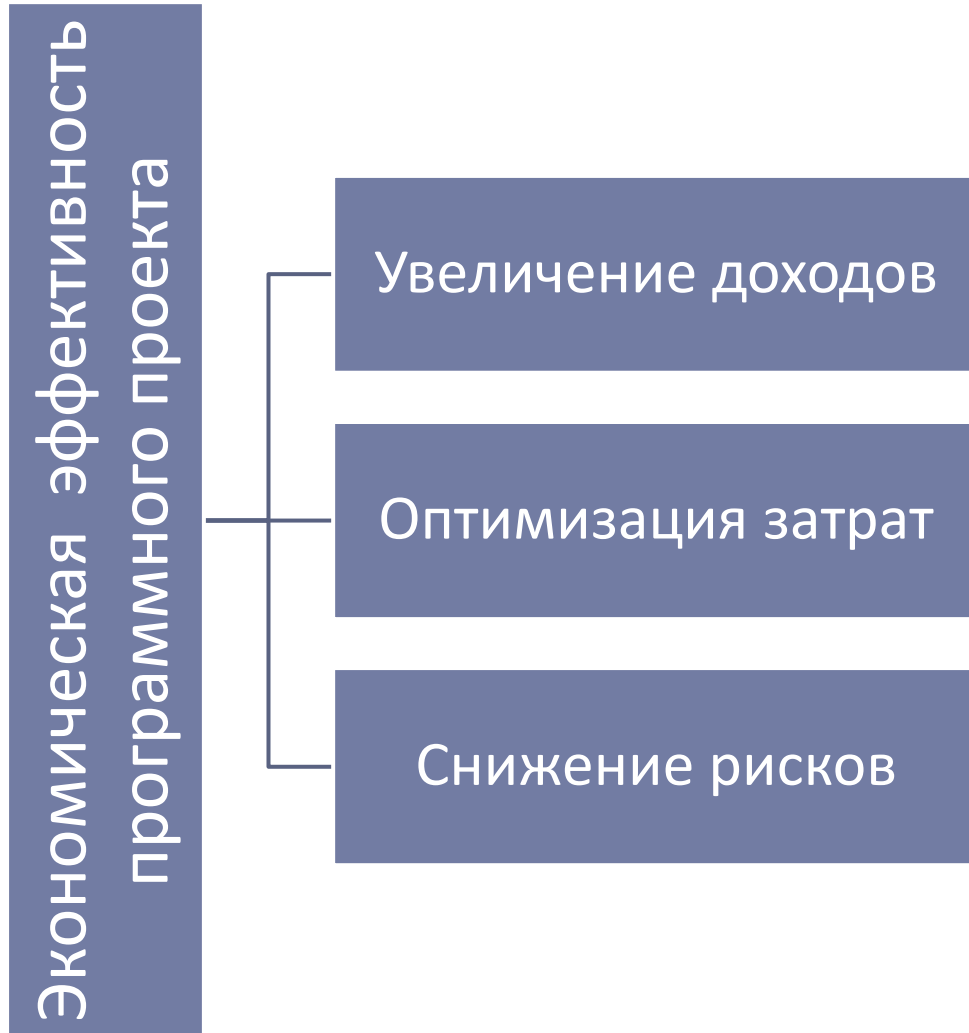 Экономическая эффективность
программного проекта
Увеличение доходов
Оптимизация затрат
Снижение рисков